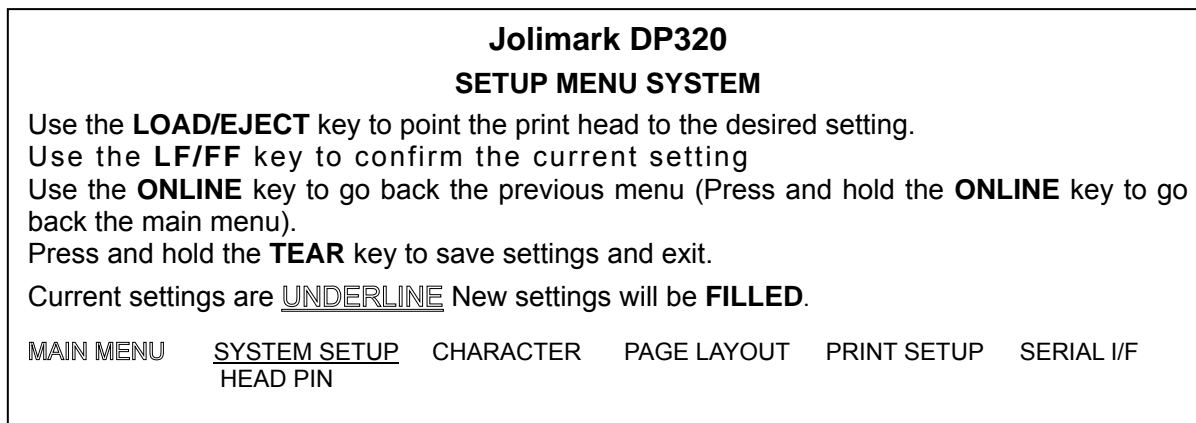 Jolimark DP320
SETUP MENU SYSTEM
Use the LOAD/EJECT key to point the print head to the desired setting.
Use the LF/FF key to confirm the current setting
Use the ONLINE key to go back the previous menu (Press and hold the ONLINE key to go
back the main menu).
Press and hold the TEAR key to save settings and exit.
Current settings are UNDERLINE New settings will be FILLED.
MAIN MENU SYSTEM SETUP CHARACTER PAGE LAYOUT PRINT SETUP SERIAL I/F
HEAD PIN